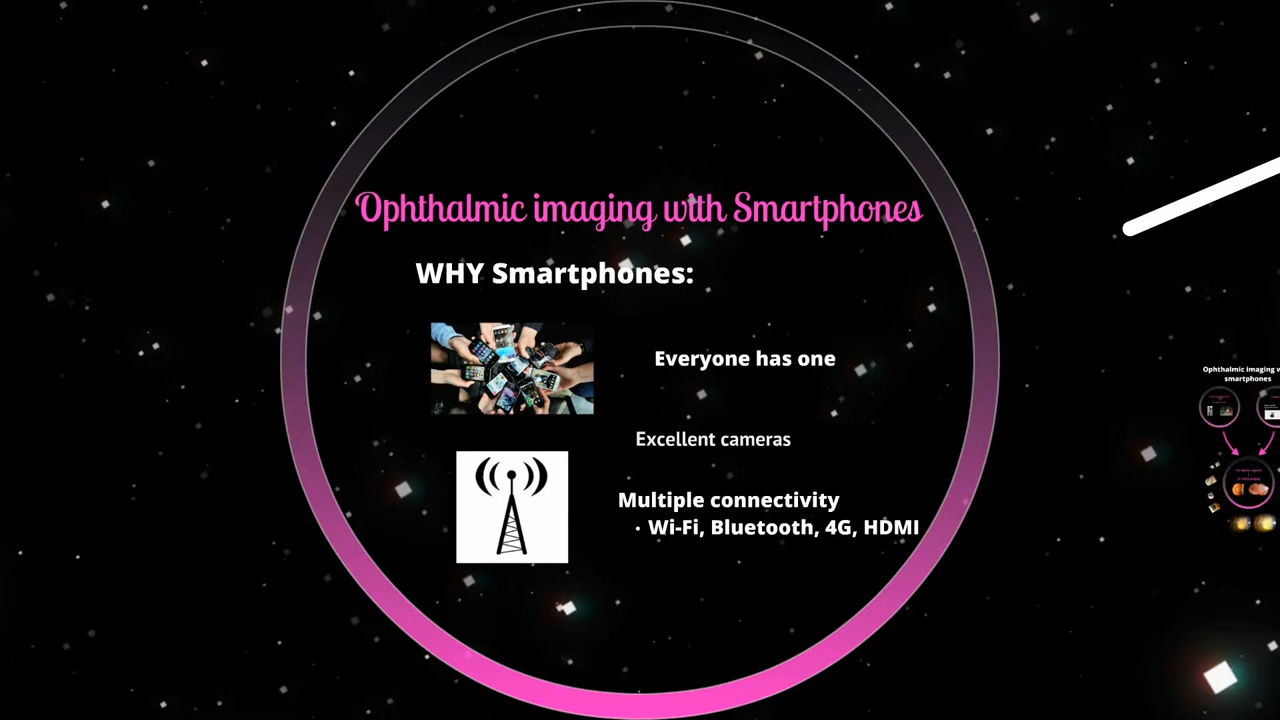 Ophthalmic imaging with Smartphones
WHY Smartphones:
Everyone has one
Excellent cameras
Multiple connectivity
· Wi-Fi, Bluetooth, 4G, HDMI
Ophthalmic imaging
smartphones